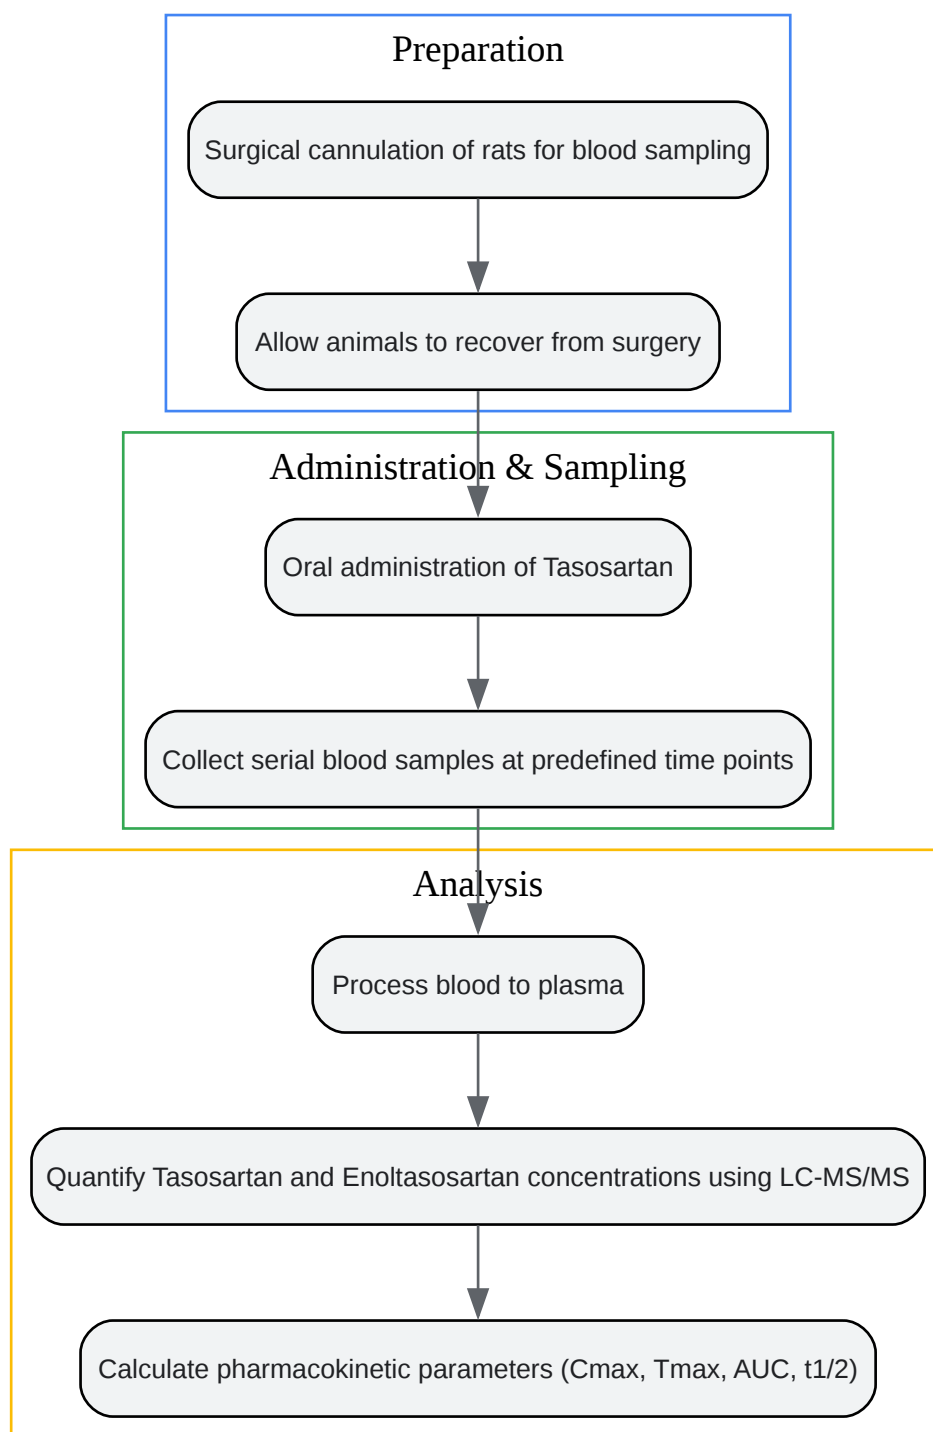 Preparation
Surgical cannulation of rats for blood sampling
Allow animals to recover from surgery
Administration & Sampling
Oral administration of Tasosartan
Collect serial blood samples at predefined time points
Analysis
Process blood to plasma
Quantify Tasosartan and Enoltasosartan concentrations using LC-MS/MS
Calculate pharmacokinetic parameters (Cmax, Tmax, AUC, t1/2)